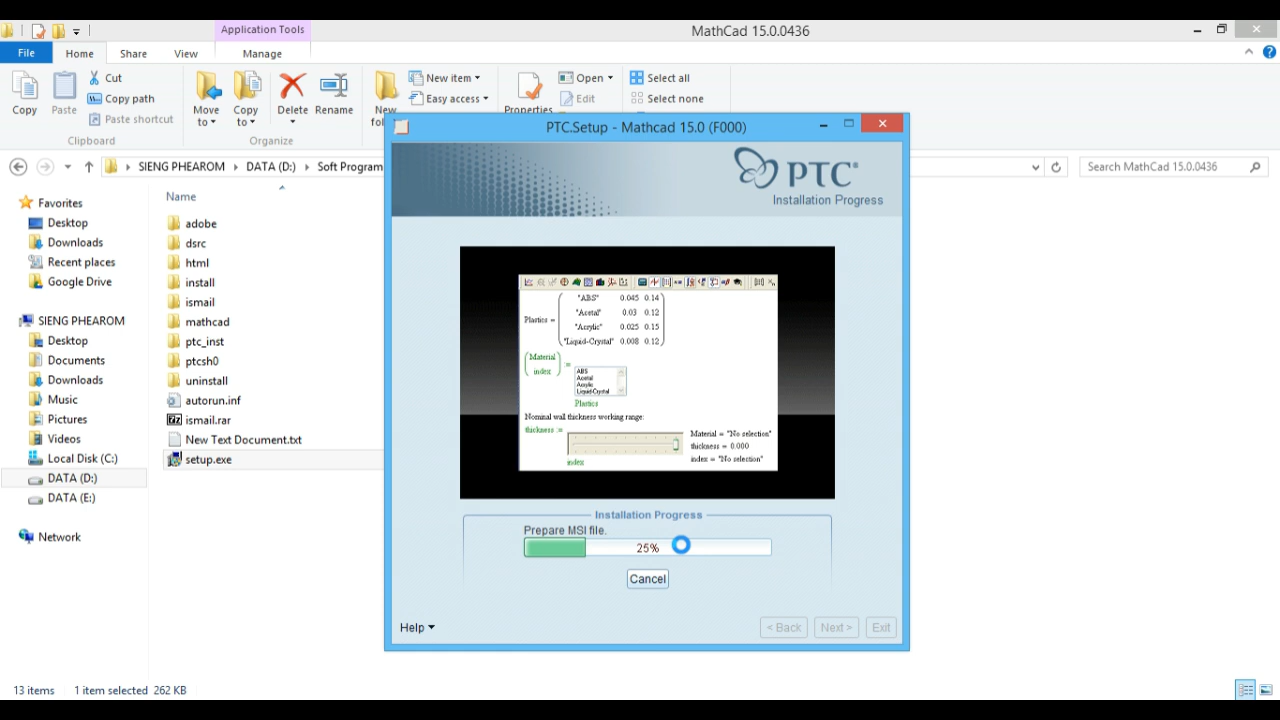 Application Tools
MathCad 15.0.0436
File
Home
Share
View
Manage
Copy
Paste
Cut
Copy path
Paste shortcut
Move to
Copy to
Delete
Rename
New
fol
New item
Easy access
Properties
Open
Edit
Select all
Select none
Clipboard
Organize
SIENG PHEAROM
DATA (D:)
Soft Program
Search MathCad 15.0.0436
Favorites
Desktop
Downloads
Recent places
Google Drive
SIENG PHEAROM
Desktop
Documents
Downloads
Music
Pictures
Videos
Local Disk (C:)
DATA (D:)
DATA (E:)
Network
Name
adobe
dsrc
html
install
ismail
mathcad
ptc_inst
ptcsh0
uninstall
autorun.inf
ismail.rar
New Text Document.txt
setup.exe
PTC.Setup - Mathcad 15.0 (F000)
PTC®
Installation Progress
Plastics =
"ABS" 0.045 0.14
"Acetal" 0.03 0.12
"Acrylic" 0.025 0.15
"Liquid-Crystal" 0.008 0.12
Material
index
:=
ABS
Acetal
Acrylic
Liquid-Crystal
Plastics
Nominal wall thickness working range:
thickness :=
index
Material = "No selection"
thickness = 0.000
index = "No selection"
Installation Progress
Prepare MSI file.
25%
Cancel
Help
< Back
Next >
Exit
13 items
1 item selected 262 KB